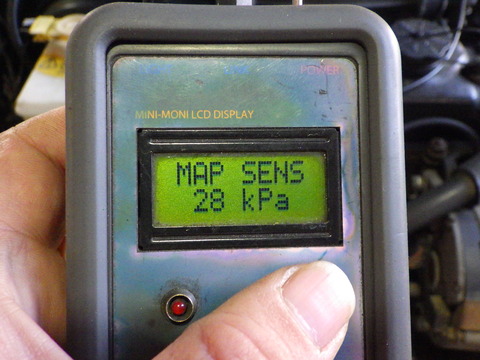 POWER
MINI-MONI LCD DISPLAY
MAP SENS
28 kPa